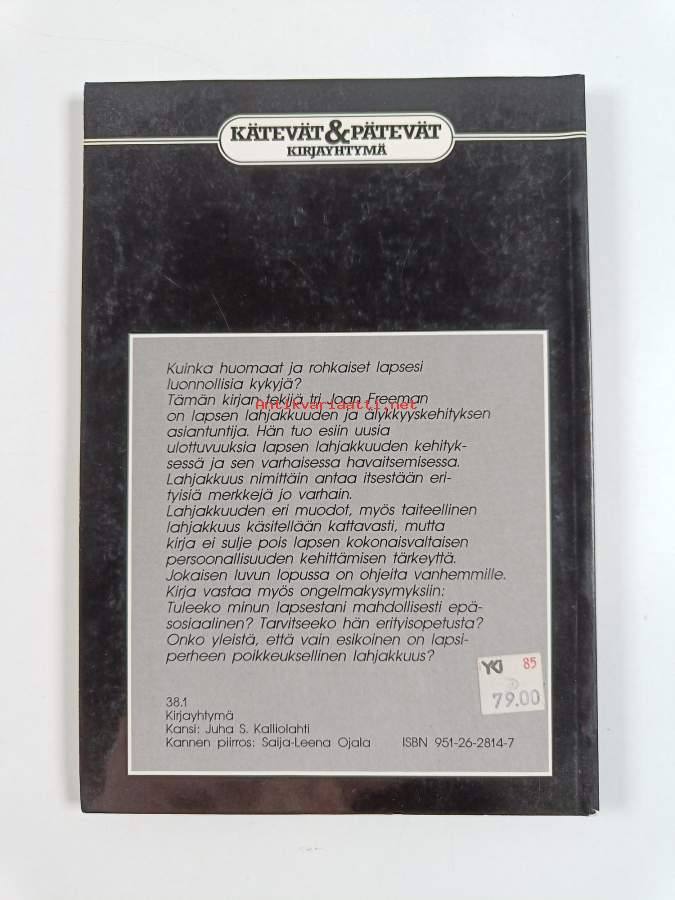 KÄTEVÄT & PÄTEVÄT
KIRJAYHTYMÄ
Kuinka huomaat ja rohkaiset lapsesi
luonnollisia kykyjä?
Tämän kirjan tekijä tri Joan Freeman
Antikvariaatti.net
on lapsen lahjakkuuden ja älykkyyskehityksen
asiantuntija. Hän tuo esiin uusia
ulottuvuuksia lapsen lahjakkuuden kehityk-
sessä ja sen varhaisessa havaitsemisessa.
Lahjakkuus nimittäin antaa itsestään eri-
tyisiä merkkejä jo varhain.
Lahjakkuuden eri muodot, myös taiteellinen
lahjakkuus käsitellään kattavasti, mutta
kirja ei sulje pois lapsen kokonaisvaltaisen
persoonallisuuden kehittämisen tärkeyttä.
Jokaisen luvun lopussa on ohjeita vanhemmille.
Kirja vastaa myös ongelmakysymyksiin:
Tuleeko minun lapsestani mahdollisesti epä-
sosiaalinen? Tarvitseeko hän erityisopetusta?
Onko yleistä, että vain esikoinen on lapsi-
perheen poikkeuksellinen lahjakkuus?
85
79.00
38.1
Kirjayhtymä
Kansi: Juha S. Kalliolahti
Kannen piirros: Saija-Leena Ojala ISBN 951-26-2814-7